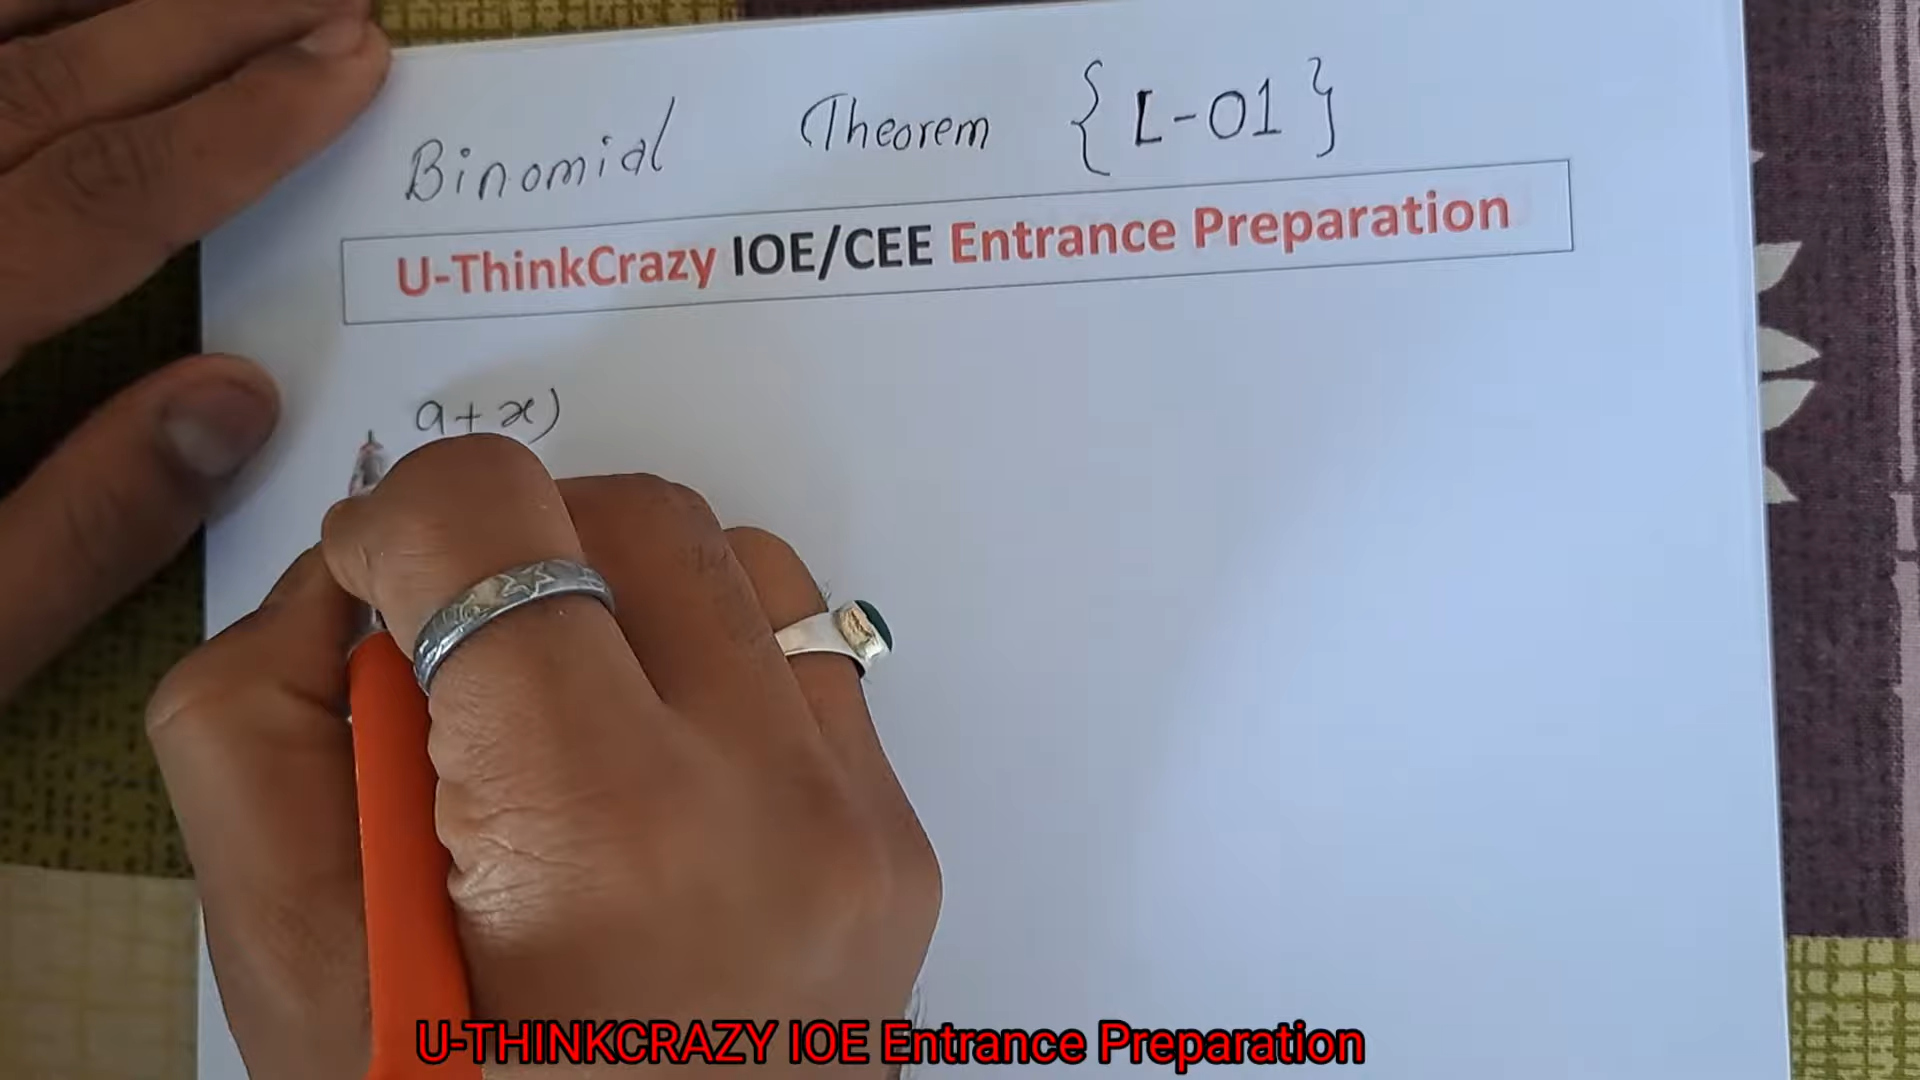 Binomial Theorem {L-01}
U-ThinkCrazy IOE/CEE Entrance Preparation
a+x)
U-THINKCRAZY IOE Entrance Preparation